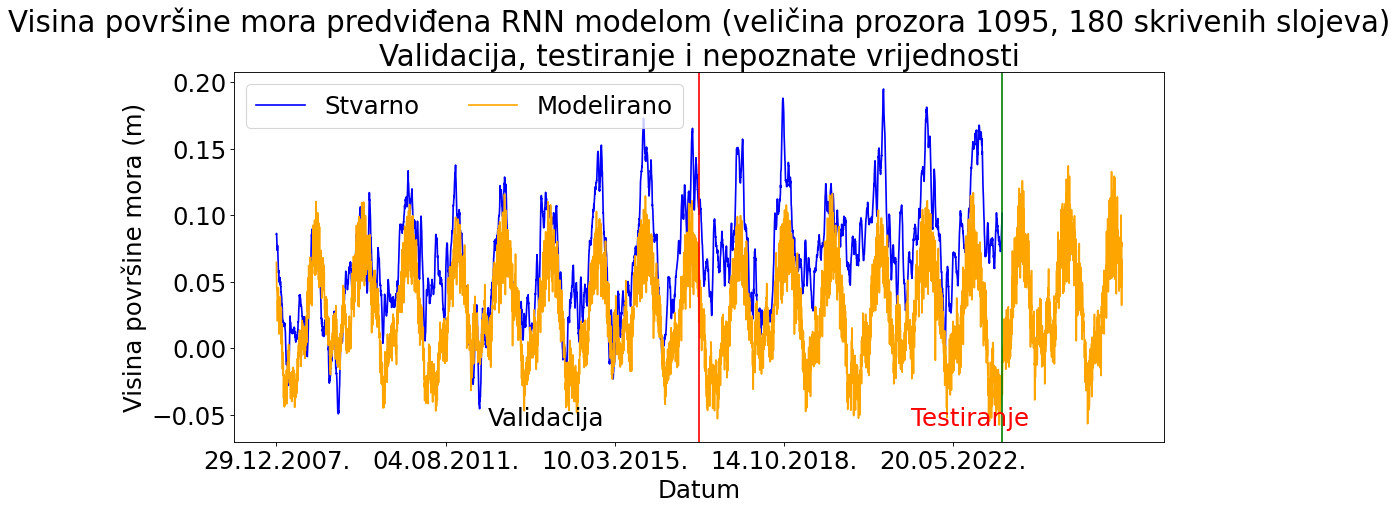 Visina površine mora predviđena RNN modelom (veličina prozora 1095, 180 skrivenih slojeva)
Validacija, testiranje i nepoznate vrijednosti
Stvarno
Modelirano
Visina površine mora (m)
0.20
0.15
0.10
0.05
0.00
−0.05
Validacija
Testiranje
29.12.2007.
04.08.2011.
10.03.2015.
14.10.2018.
20.05.2022.
Datum